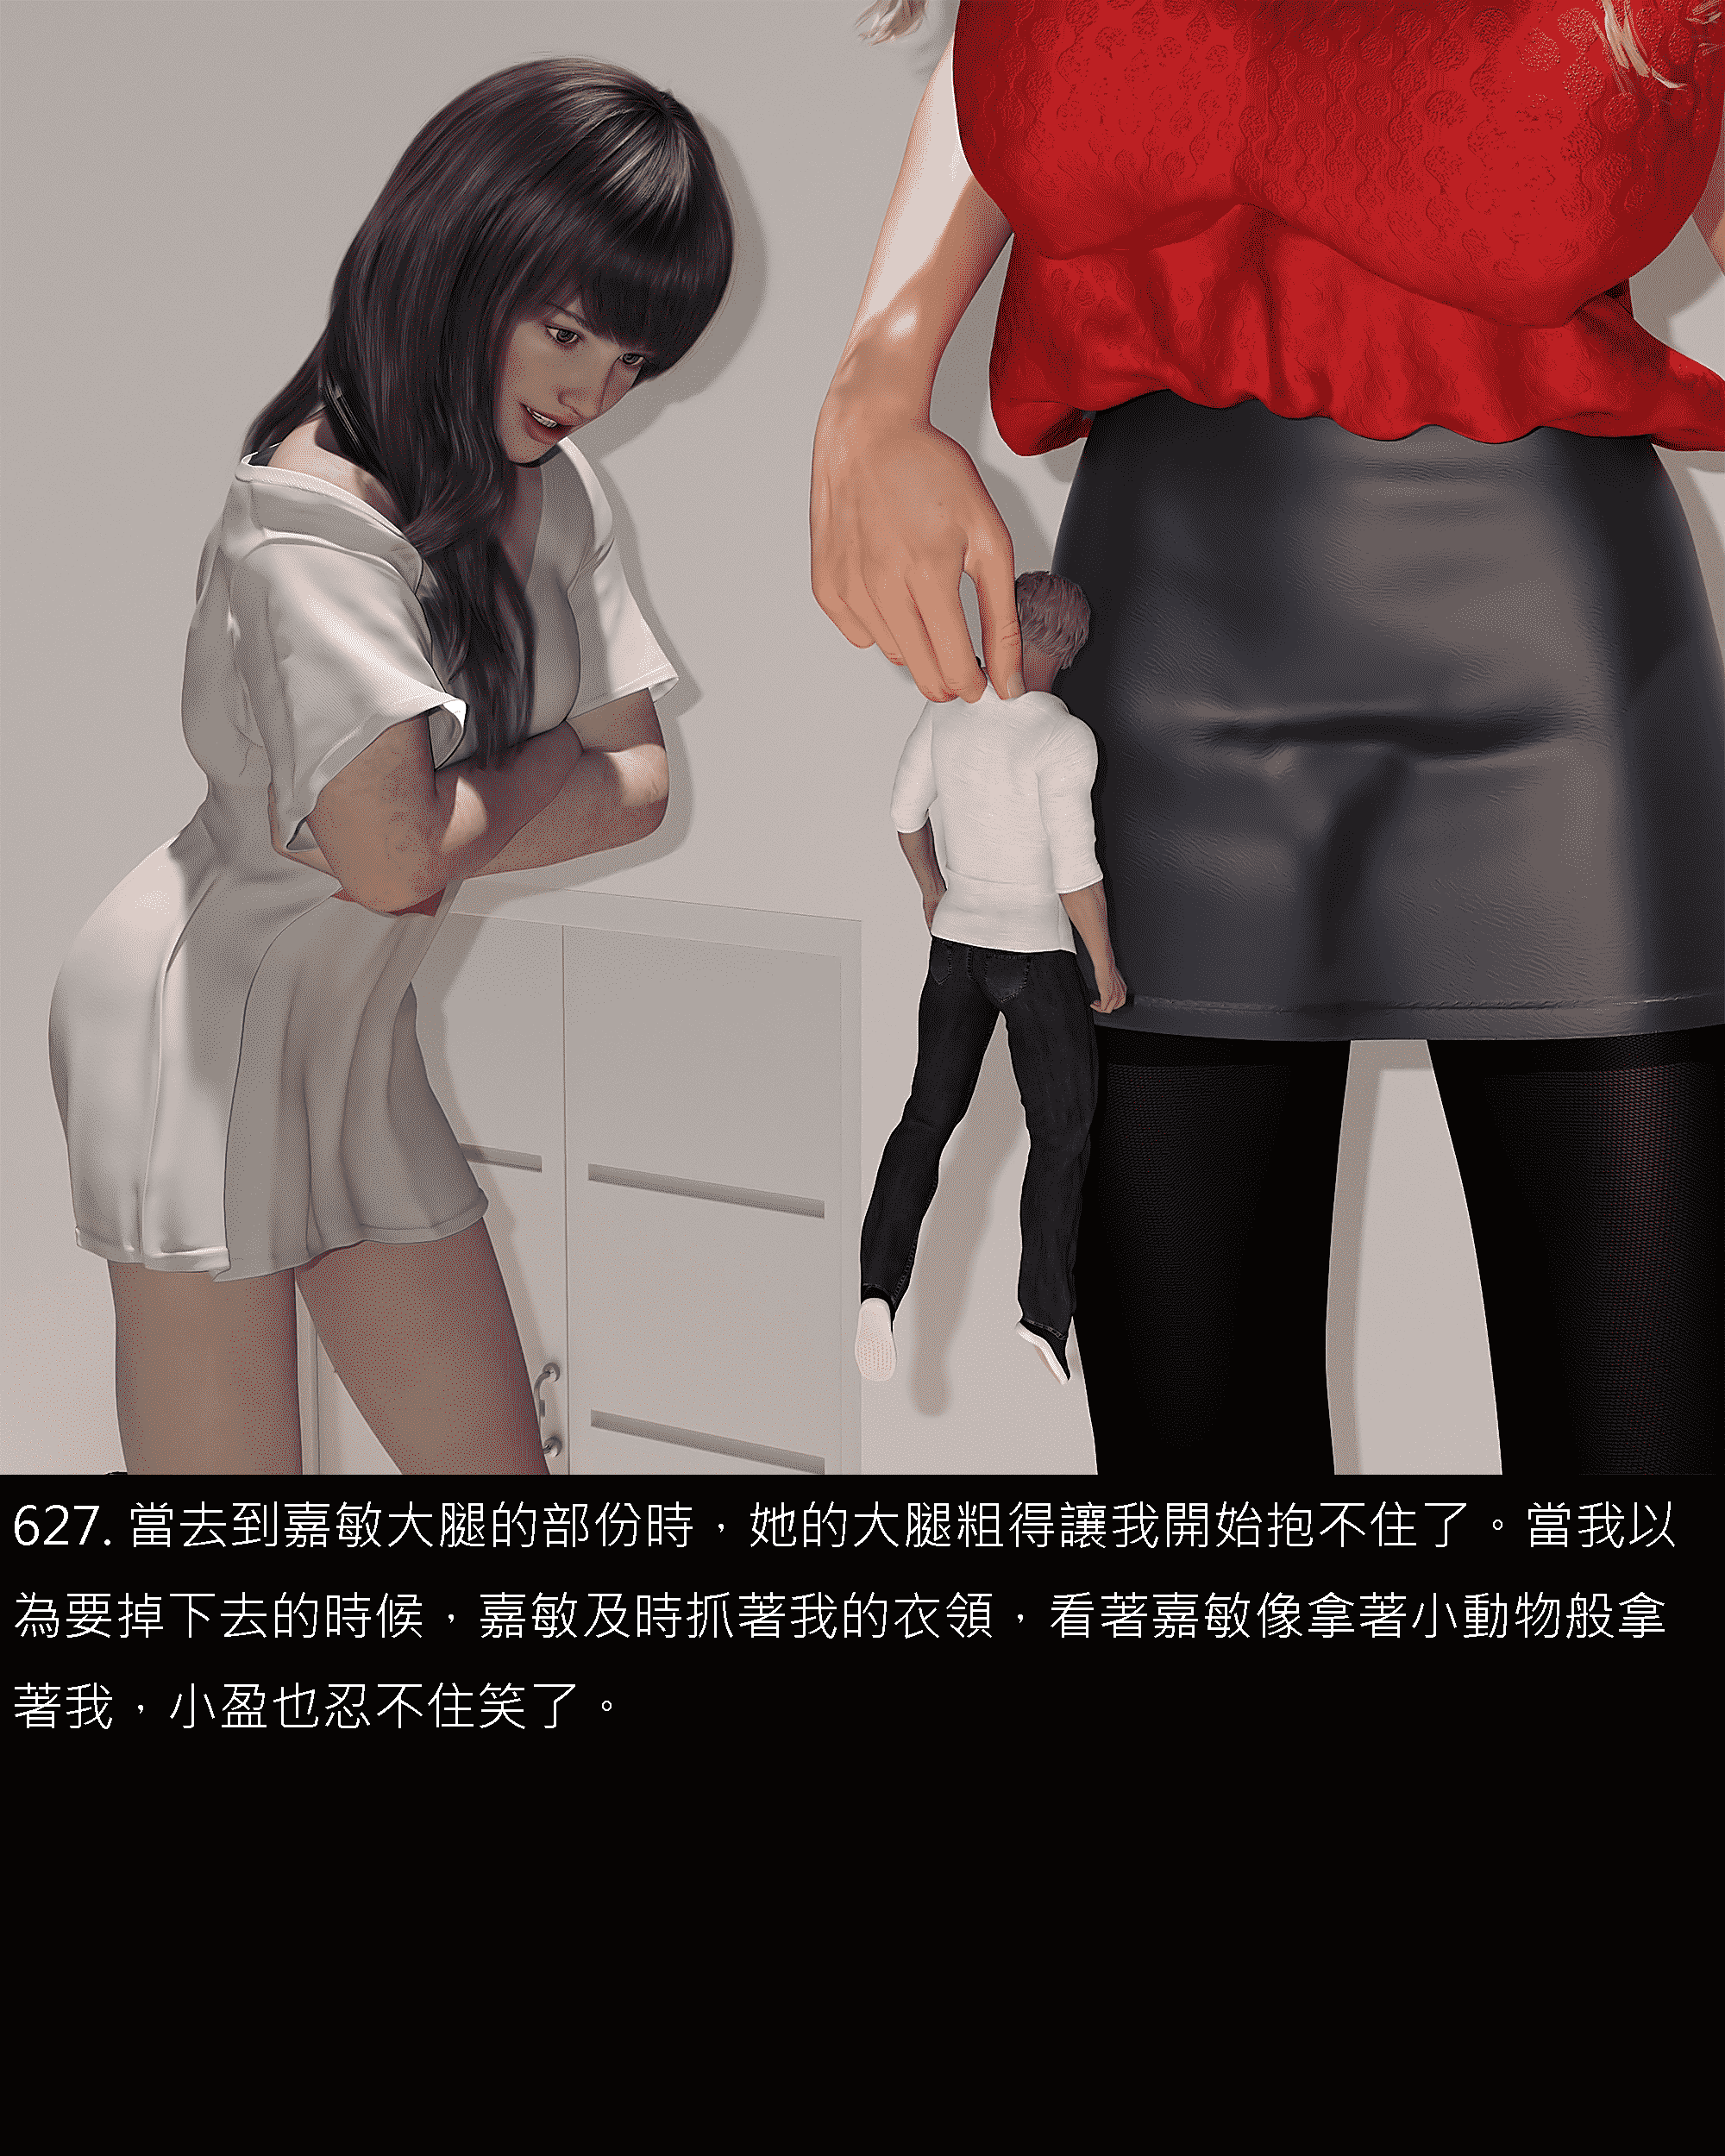 627. 當去到嘉敏大腿的部份時，她的大腿粗得讓我開始抱不住了。當我以
為要掉下去的時候，嘉敏及時抓著我的衣領，看著嘉敏像拿著小動物般拿
著我，小盈也忍不住笑了。